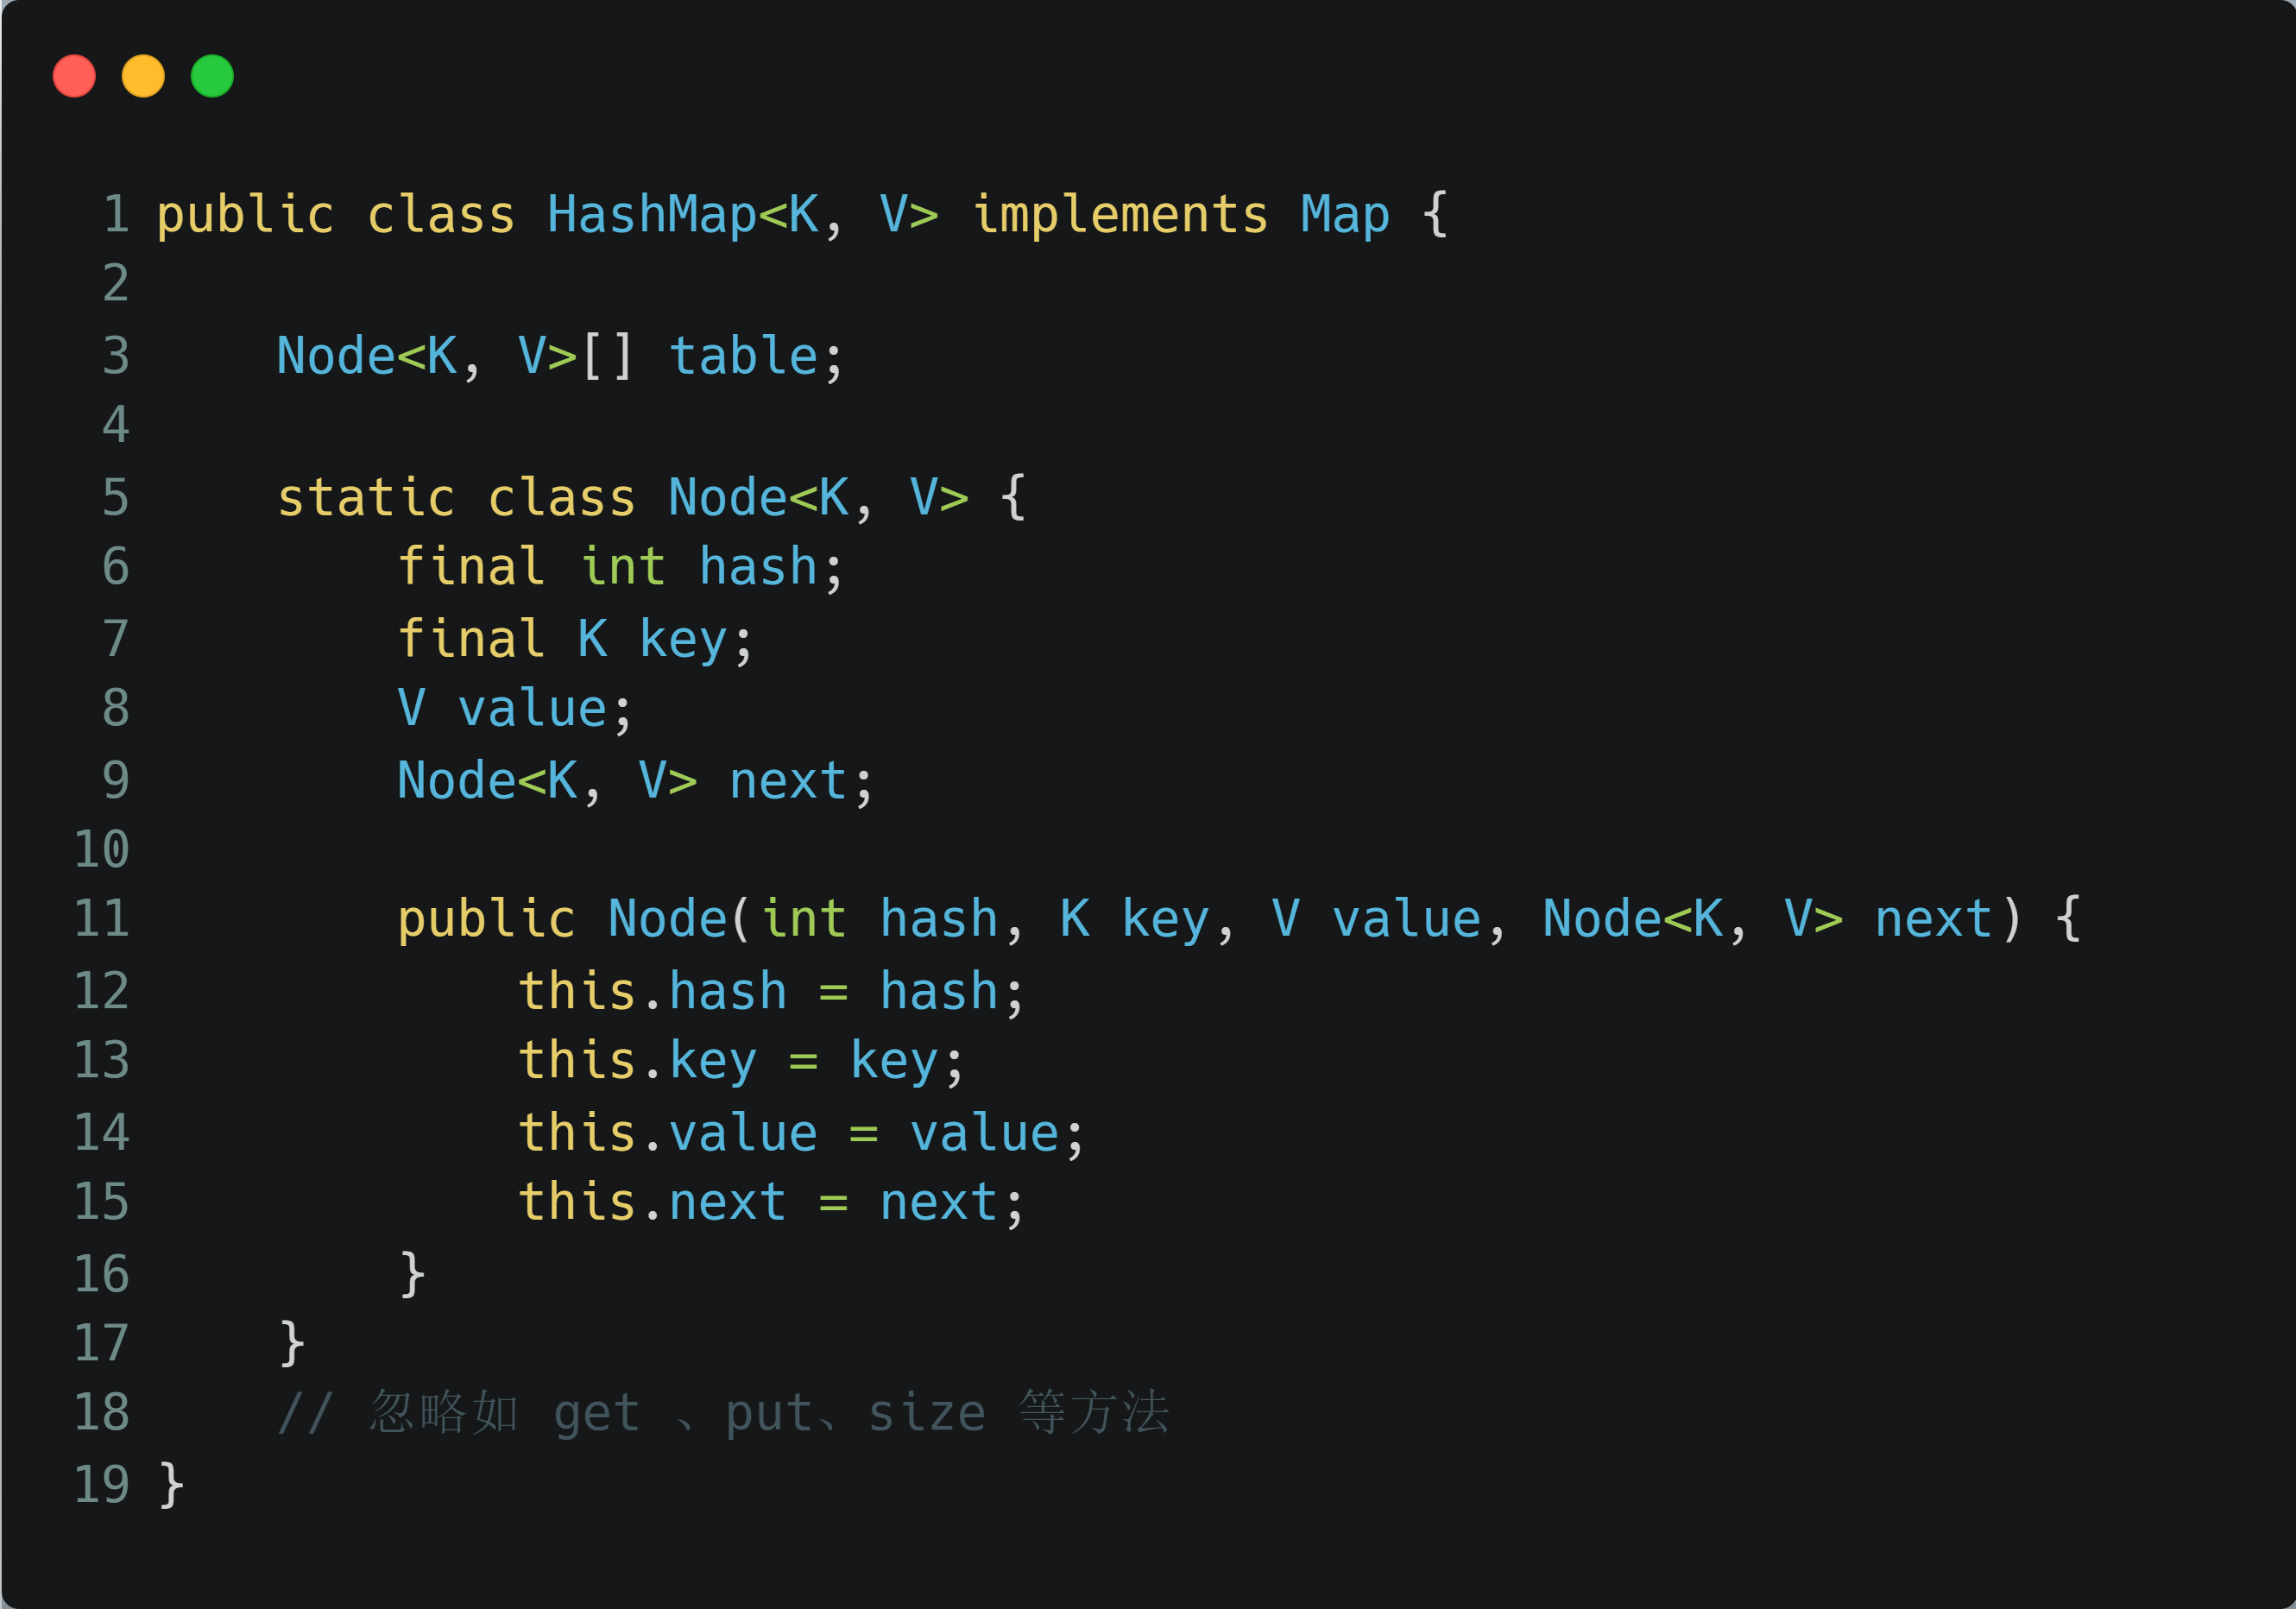 1 public class HashMap<K, V> implements Map {
2
3     Node<K, V>[] table;
4
5     static class Node<K, V> {
6         final int hash;
7         final K key;
8         V value;
9         Node<K, V> next;
10
11         public Node(int hash, K key, V value, Node<K, V> next) {
12             this.hash = hash;
13             this.key = key;
14             this.value = value;
15             this.next = next;
16         }
17     }
18     // 忽略如 get 、put、size 等方法
19 }